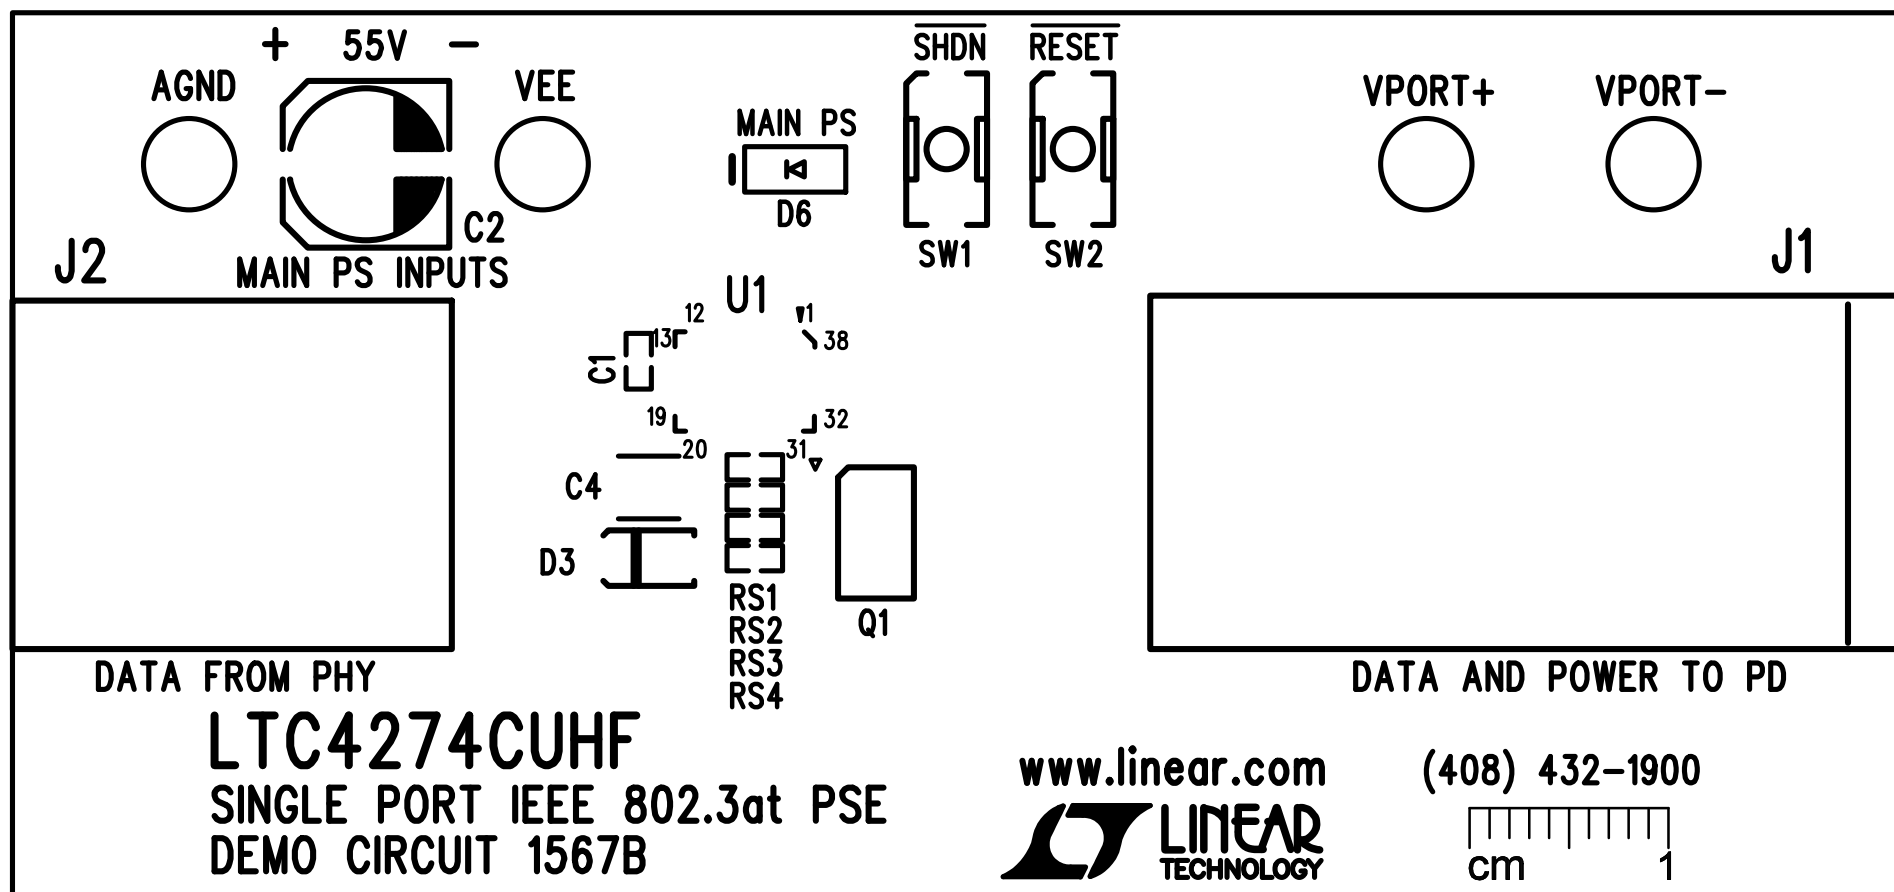 + 55V -
SHDN
RESET
AGND
VEE
VPORT+
VPORT-
MAIN PS
D6
C2
SW1
SW2
J2
J1
MAIN PS INPUTS
U1
12
1
13
38
C1
19
32
20
31
C4
D3
RS1
RS2
RS3
RS4
Q1
DATA FROM PHY
DATA AND POWER TO PD
LTC4274CUHF
SINGLE PORT IEEE 802.3at PSE
DEMO CIRCUIT 1567B
www.linear.com
(408) 432-1900
LINEAR
TECHNOLOGY
cm 1